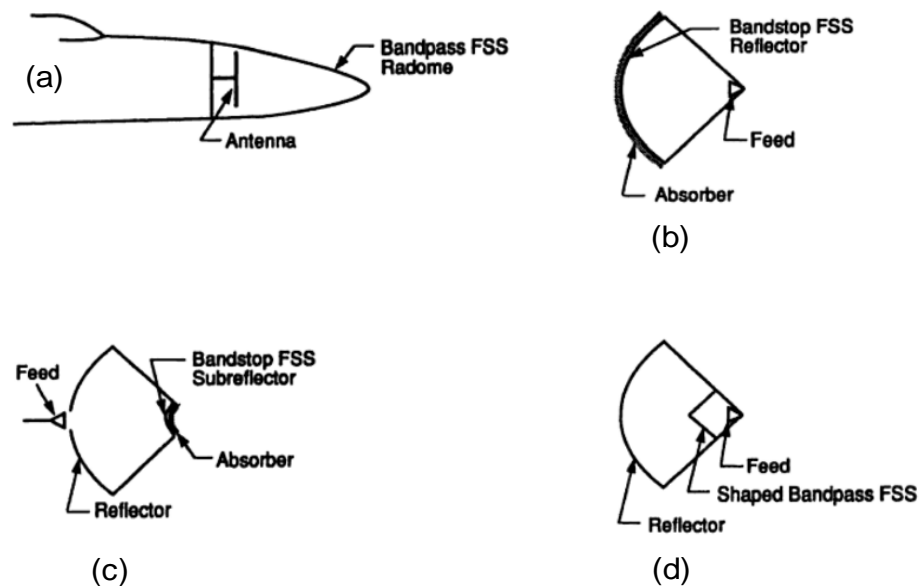 (a)
Bandpass FSS
Radome
Antenna
Bandstop FSS
Reflector
Feed
Absorber
(b)
Feed
Bandstop FSS
Subreflector
Absorber
Reflector
(c)
Feed
Shaped Bandpass FSS
Reflector
(d)